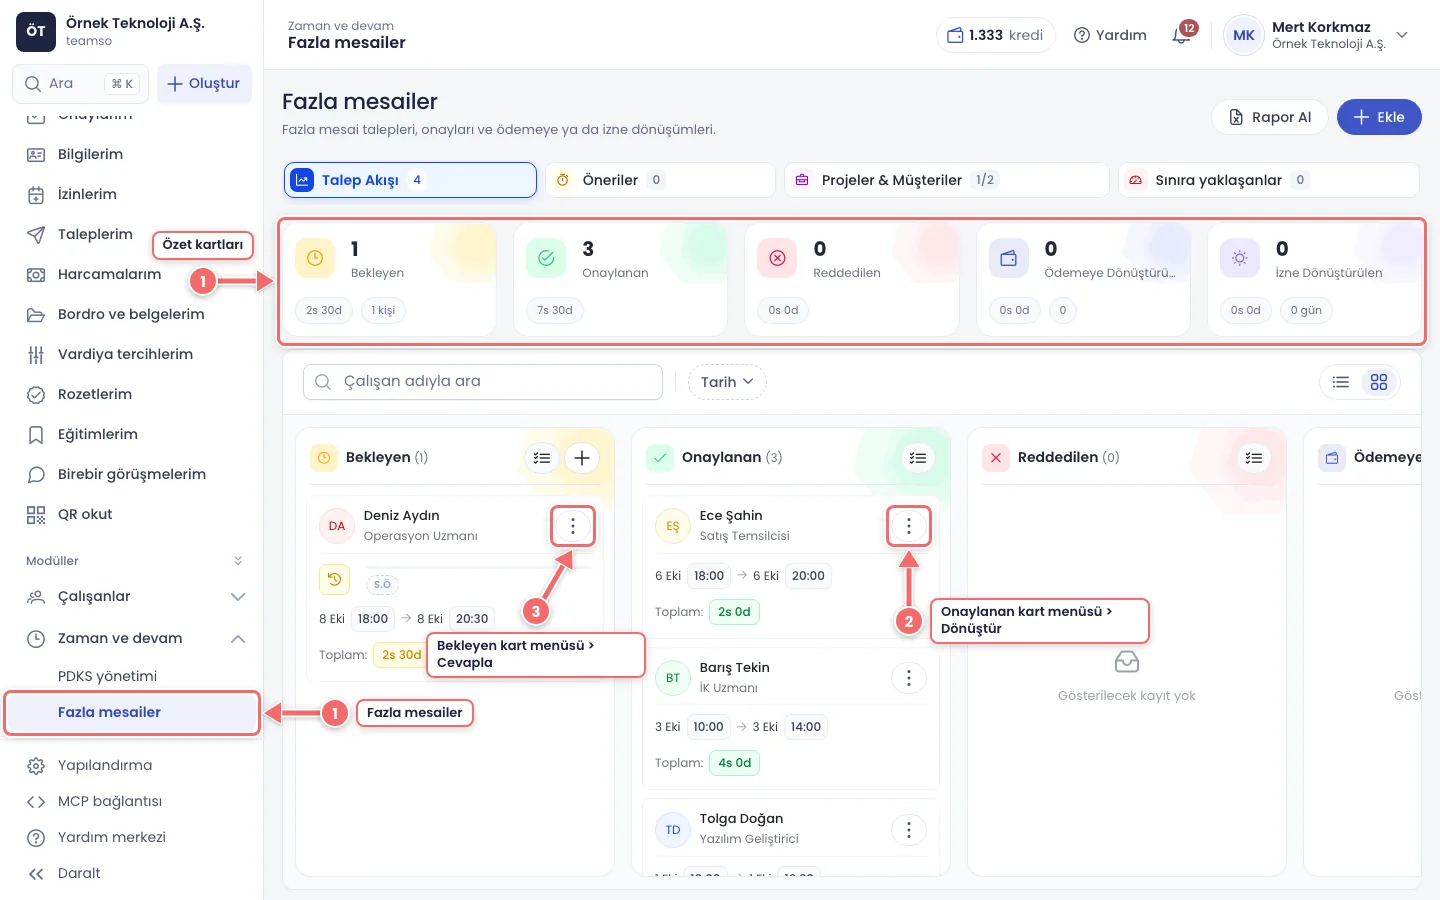 ÖT
Örnek Teknoloji A.Ş.
teamso
Ara
⌘ K
Oluştur
Onaylarım
Bilgilerim
İzinlerim
Taleplerim
Harcamalarım
Bordro ve belgelerim
Vardiya tercihlerim
Rozetlerim
Eğitimlerim
Birebir görüşmelerim
QR okut
Modüller
Çalışanlar
Zaman ve devam
PDKS yönetimi
Fazla mesailer
Yapılandırma
MCP bağlantısı
Yardım merkezi
Daralt
Zaman ve devam
Fazla mesailer
1.333 kredi
Yardım
12
MK
Mert Korkmaz
Örnek Teknoloji A.Ş.
Fazla mesailer
Fazla mesai talepleri, onayları ve ödemeye ya da izne dönüşümleri.
Rapor Al
Ekle
Talep Akışı 4
Öneriler 0
Projeler & Müşteriler 1/2
Sınıra yaklaşanlar 0
Özet kartları
1
1
Bekleyen
2s 30d
1 kişi
3
Onaylanan
7s 30d
0
Reddedilen
0s 0d
0
Ödemeye Dönüştürü...
0s 0d
0
0
İzne Dönüştürülen
0s 0d
0 gün
Çalışan adıyla ara
Tarih
Bekleyen (1)
DA
Deniz Aydın
Operasyon Uzmanı
s.ö
8 Eki 18:00 → 8 Eki 20:30
Toplam: 2s 30d
3
Bekleyen kart menüsü >
Cevapla
1
Fazla mesailer
Onaylanan (3)
EŞ
Ece Şahin
Satış Temsilcisi
6 Eki 18:00 → 6 Eki 20:00
Toplam: 2s 0d
2
Onaylanan kart menüsü >
Dönüştür
BT
Barış Tekin
İK Uzmanı
3 Eki 10:00 → 3 Eki 14:00
Toplam: 4s 0d
TD
Tolga Doğan
Yazılım Geliştirici
Reddedilen (0)
Gösterilecek kayıt yok
Ödemeye
Göst